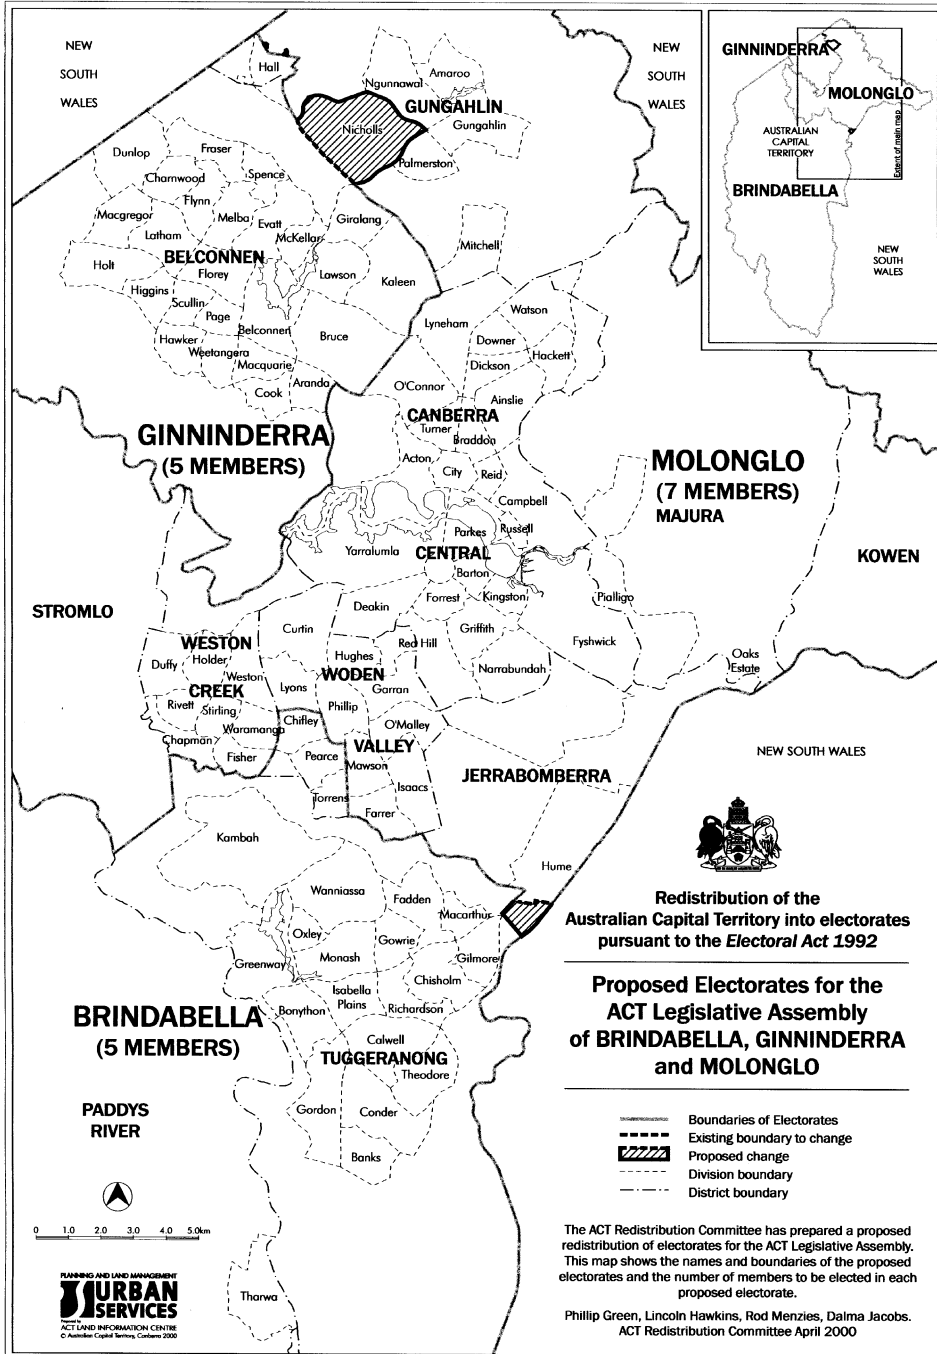 NEW
SOUTH
WALES
Hall
Ngunnawal
Amaroo
GUNGAHLIN
Nicholls
Gungahlin
Palmerston
NEW
SOUTH
WALES
GINNINDERRA
MOLONGLO
AUSTRALIAN
CAPITAL
TERRITORY
Extent of main map
BRINDABELLA
NEW
SOUTH
WALES
Dunlop
Fraser
Charnwood
Spence
Flynn
Macgregor
Melba
Evatt
Giralang
Latham
McKellar
BELCONNEN
Mitchell
Holt
Florey
Lawson
Kaleen
Higgins
Scullin
Page
Belconnen
Bruce
Hawker
Weetangera
Macquarie
Cook
Aranda
Lyneham
Watson
Downer
Hackett
Dickson
O'Connor
Ainslie
CANBERRA
Turner
Braddon
Acton
City
Reid
Campbell
GINNINDERRA
(5 MEMBERS)
MOLONGLO
(7 MEMBERS)
MAJURA
Russell
Parkes
Yarralumla
CENTRAL
Barton
KOWEN
STROMLO
Deakin
Forrest
Kingston
Pialligo
Curtin
Griffith
Red Hill
Fyshwick
WESTON
Duffy
Holder
Hughes
Narrabundah
Oaks
Estate
Weston
WODEN
CREEK
Lyons
Garran
Rivett
Stirling
Phillip
Chifley
O'Malley
Waramanga
Chapman
VALLEY
Fisher
Pearce
Mawson
Isaacs
JERRABOMBERRA
Torrens
Farrer
NEW SOUTH WALES
Kambah
Hume
Wanniassa
Fadden
Macarthur
Oxley
Gowrie
Greenway
Monash
Gilmore
Chisholm
Isabella
Plains
Bonython
Richardson
BRINDABELLA
(5 MEMBERS)
Calwell
TUGGERANONG
Theodore
Gordon
Conder
Banks
PADDYS
RIVER
Tharwa
Redistribution of the
Australian Capital Territory into electorates
pursuant to the Electoral Act 1992
Proposed Electorates for the
ACT Legislative Assembly
of BRINDABELLA, GINNINDERRA
and MOLONGLO
Boundaries of Electorates
Existing boundary to change
Proposed change
Division boundary
District boundary
The ACT Redistribution Committee has prepared a proposed
redistribution of electorates for the ACT Legislative Assembly.
This map shows the names and boundaries of the proposed
electorates and the number of members to be elected in each
proposed electorate.
Phillip Green, Lincoln Hawkins, Rod Menzies, Dalma Jacobs.
ACT Redistribution Committee April 2000
0 1.0 2.0 3.0 4.0 5.0km
PLANNING AND LAND MANAGEMENT
URBAN
SERVICES
Prepared by
ACT LAND INFORMATION CENTRE
© Australian Capital Territory, Canberra 2000